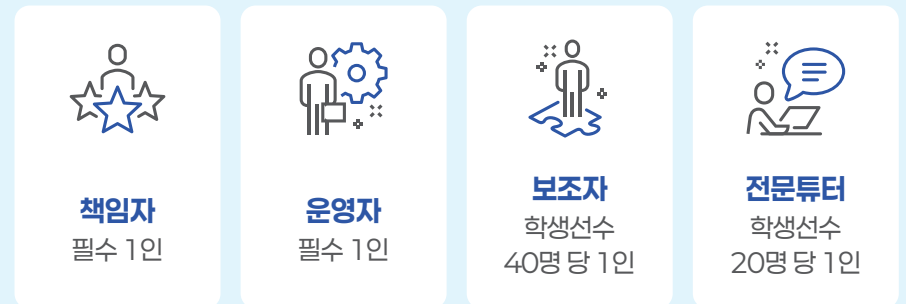 책임자
필수 1인
운영자
필수 1인
보조자
학생선수
40명 당 1인
전문튜터
학생선수
20명 당 1인